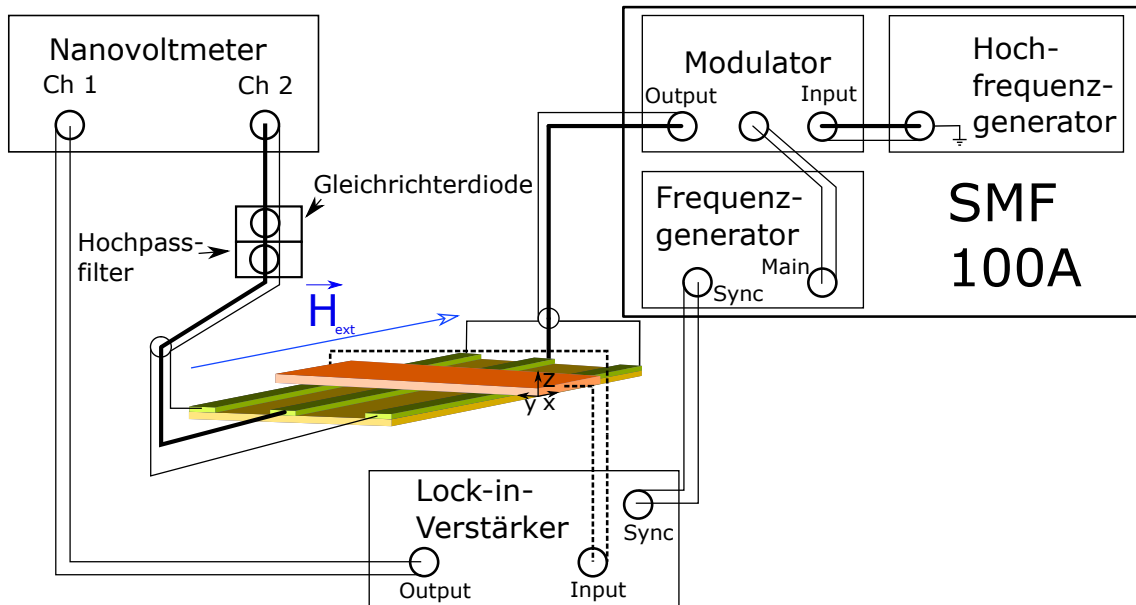 Nanovoltmeter
Ch 1
Ch 2
Gleichrichterdiode
Hochpass-
filter
H
ext
Modulator
Output
Input
Hoch-
frequenz-
generator
Frequenz-
generator
Main
Sync
SMF
100A
z
y
x
Lock-in-
Verstärker
Sync
Output
Input